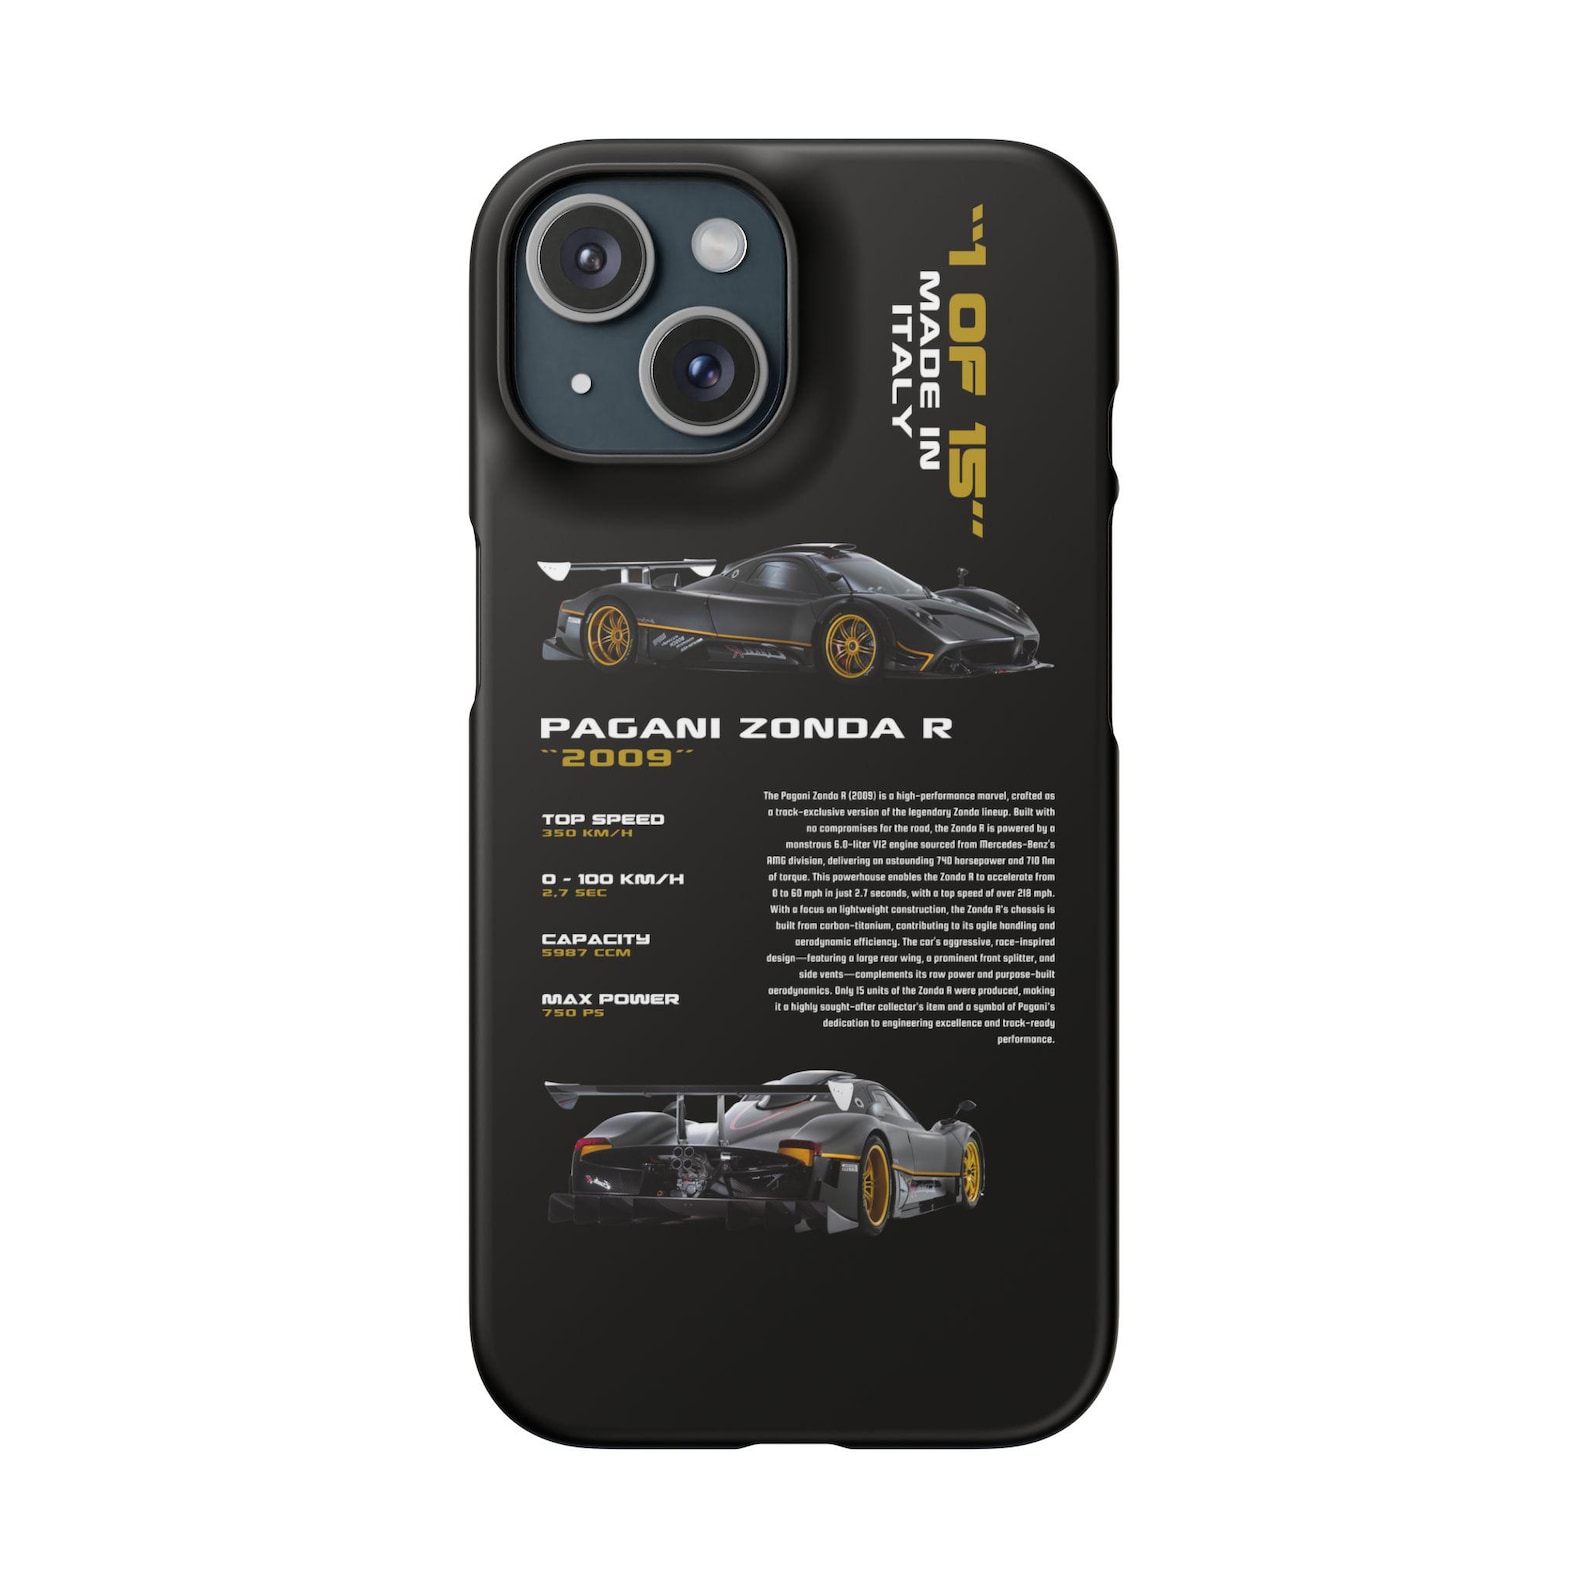 "1 OF 15"
MADE IN
ITALY
PAGANI ZONDA R
"2009"
TOP SPEED
350 KM/H
0 - 100 KM/H
2,7 SEC
CAPACITY
5987 CCM
MAX POWER
750 PS
The Pagani Zonda R (2009) is a high-performance marvel, crafted as
a track-exclusive version of the legendary Zonda lineup. Built with
no compromises for the road, the Zonda R is powered by a
monstrous 6.0-liter V12 engine sourced from Mercedes-Benz's
AMG division, delivering an astounding 740 horsepower and 710 Nm
of torque. This powerhouse enables the Zonda R to accelerate from
0 to 60 mph in just 2.7 seconds, with a top speed of over 218 mph.
With a focus on lightweight construction, the Zonda R's chassis is
built from carbon-titanium, contributing to its agile handling and
aerodynamic efficiency. The car's aggressive, race-inspired
design—featuring a large rear wing, a prominent front splitter, and
side vents—complements its raw power and purpose-built
aerodynamics. Only 15 units of the Zonda R were produced, making
it a highly sought-after collector's item and a symbol of Pagani's
dedication to engineering excellence and track-ready
performance.